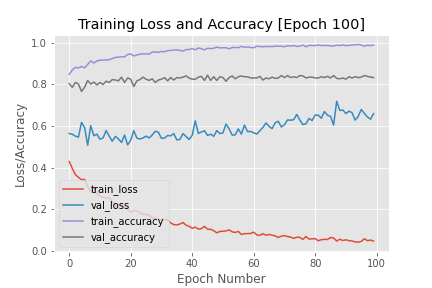 Training Loss and Accuracy [Epoch 100]
1.0
0.8
0.6
0.4
0.2
0.0
Loss/Accuracy
train_loss
val_loss
train_accuracy
val_accuracy
0 20 40 60 80 100
Epoch Number